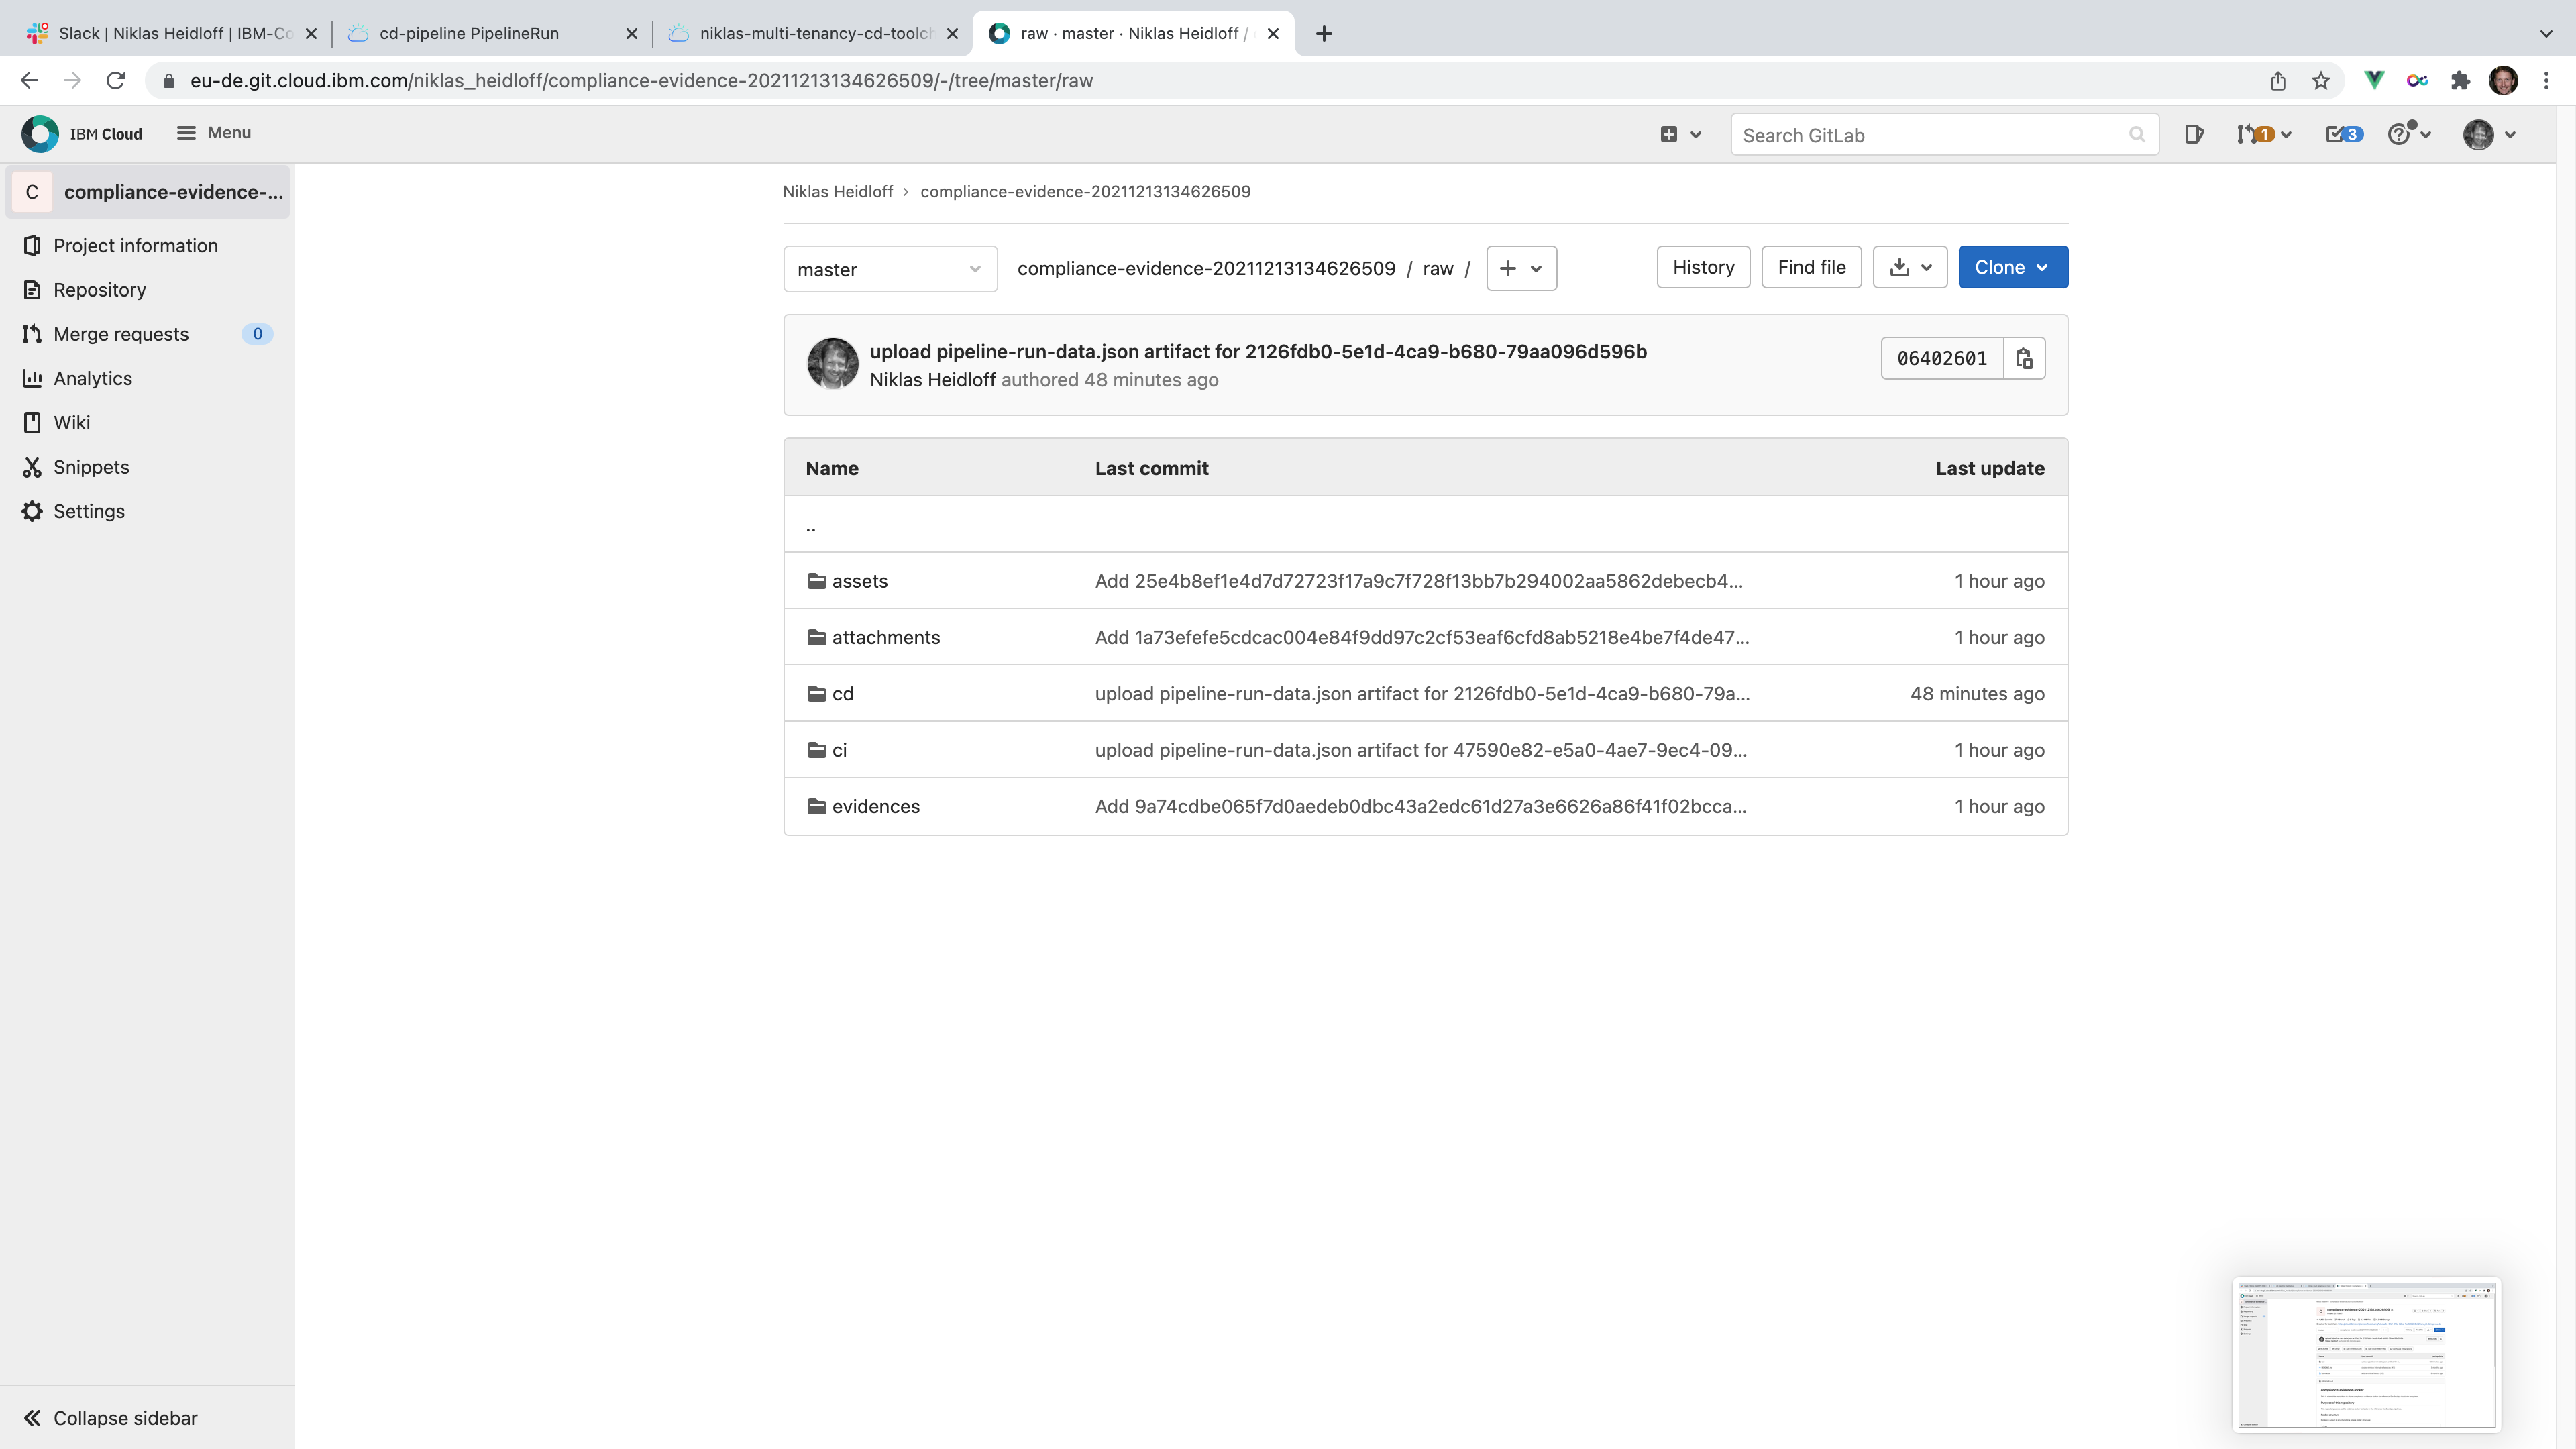 Slack | Niklas Heidloff | IBM-Co
cd-pipeline PipelineRun
niklas-multi-tenancy-cd-toolch
raw · master · Niklas Heidloff /
eu-de.git.cloud.ibm.com/niklas_heidloff/compliance-evidence-20211213134626509/-/tree/master/raw
IBM Cloud
Menu
Search GitLab
1
3
C
compliance-evidence-...
Project information
Repository
Merge requests
0
Analytics
Wiki
Snippets
Settings
Niklas Heidloff > compliance-evidence-20211213134626509
master
compliance-evidence-20211213134626509 / raw /
History
Find file
Clone
upload pipeline-run-data.json artifact for 2126fdb0-5e1d-4ca9-b680-79aa096d596b
Niklas Heidloff authored 48 minutes ago
06402601
Name Last commit Last update
..
assets Add 25e4b8ef1e4d7d72723f17a9c7f728f13bb7b294002aa5862debecb4... 1 hour ago
attachments Add 1a73efefe5cdcac004e84f9dd97c2cf53eaf6cfd8ab5218e4be7f4de47... 1 hour ago
cd upload pipeline-run-data.json artifact for 2126fdb0-5e1d-4ca9-b680-79a... 48 minutes ago
ci upload pipeline-run-data.json artifact for 47590e82-e5a0-4ae7-9ec4-09... 1 hour ago
evidences Add 9a74cdbe065f7d0aedeb0dbc43a2edc61d27a3e6626a86f41f02bcca... 1 hour ago
Collapse sidebar